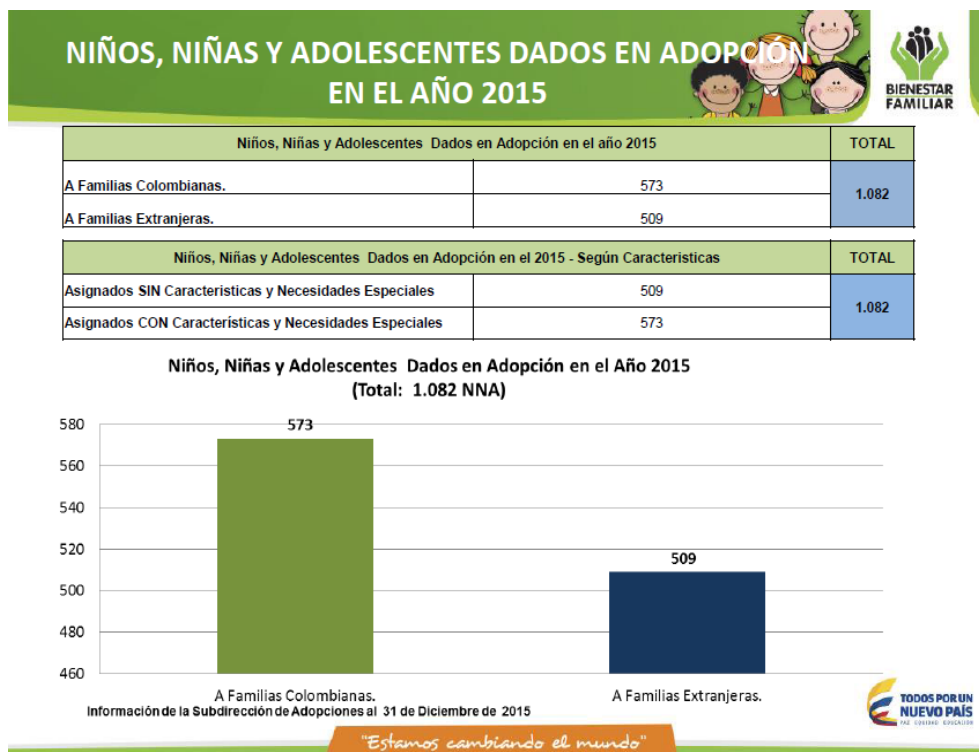 NIÑOS, NIÑAS Y ADOLESCENTES DADOS EN ADOPCIÓN
EN EL AÑO 2015
BIENESTAR
FAMILIAR
Niños, Niñas y Adolescentes Dados en Adopción en el año 2015 TOTAL
A Familias Colombianas. 573
1.082
A Familias Extranjeras. 509
Niños, Niñas y Adolescentes Dados en Adopción en el 2015 - Según Caracteristicas TOTAL
Asignados SIN Caracteristicas y Necesidades Especiales 509
1.082
Asignados CON Características y Necesidades Especiales 573
Niños, Niñas y Adolescentes Dados en Adopción en el Año 2015
(Total: 1.082 NNA)
580
573
560
540
520
509
500
480
460
A Familias Colombianas. A Familias Extranjeras.
Información de la Subdirección de Adopciones al 31 de Diciembre de 2015
TODOS POR UN
NUEVO PAÍS
PAZ EQUIDAD EDUCACIÓN
"Estamos cambiando el mundo"